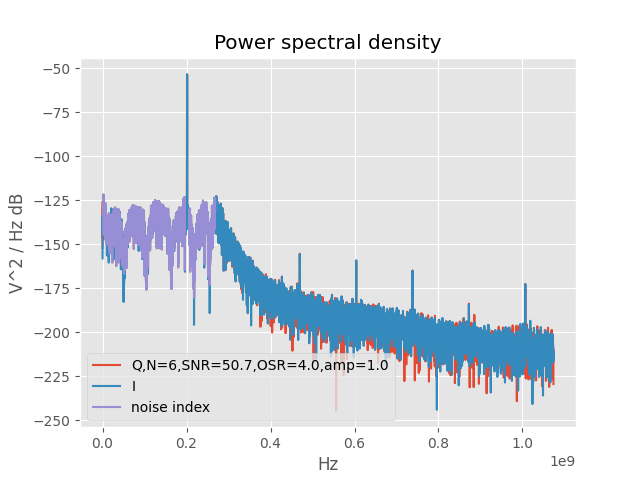 Power spectral density
V^2 / Hz dB
−50
−75
−100
−125
−150
−175
−200
−225
−250
Q,N=6,SNR=50.7,OSR=4.0,amp=1.0
I
noise index
0.0 0.2 0.4 0.6 0.8 1.0
1e9
Hz